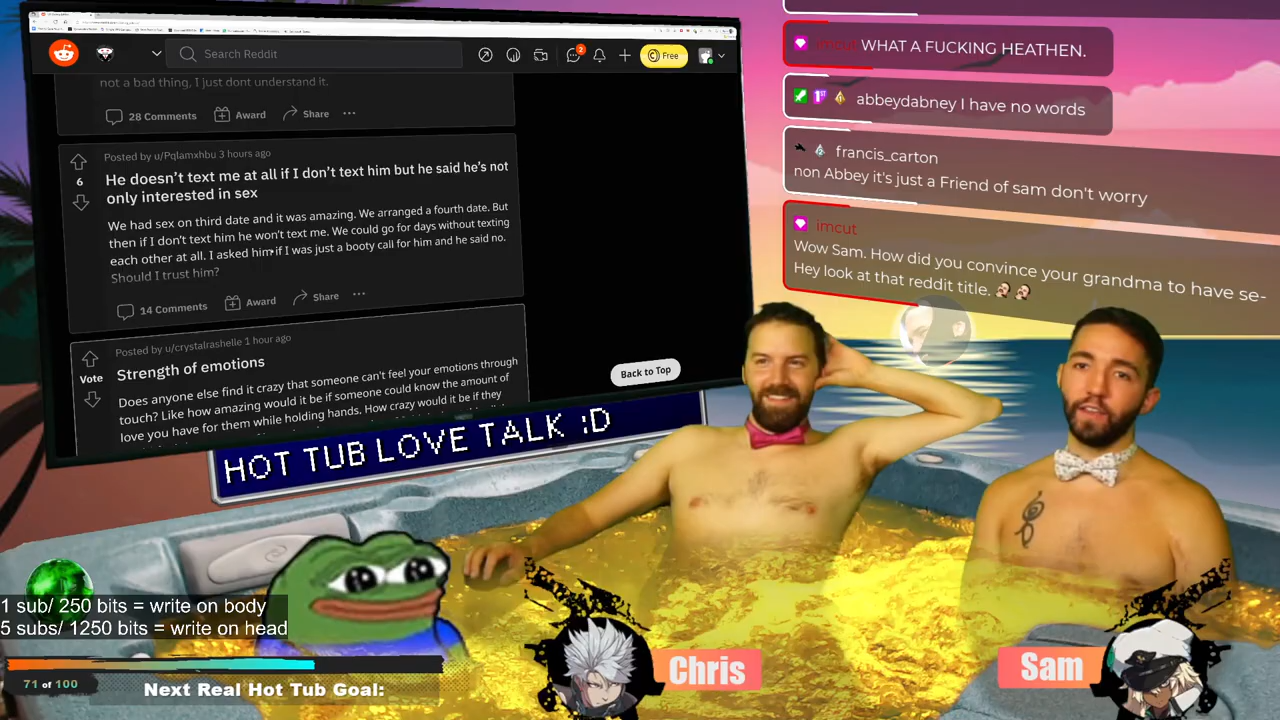 Search Reddit
2
Free
not a bad thing, I just dont understand it.
28 Comments
Award
Share
Posted by u/Pqlamxhbu 3 hours ago
6
He doesn't text me at all if I don't text him but he said he's not
only interested in sex
We had sex on third date and it was amazing. We arranged a fourth date. But
then if I don't text him he won't text me. We could go for days without texting
each other at all. I asked him if I was just a booty call for him and he said no.
Should I trust him?
14 Comments
Award
Share
Posted by u/crystalrashelle 1 hour ago
Vote
Strength of emotions
Does anyone else find it crazy that someone can't feel your emotions through
touch? Like how amazing would it be if someone could know the amount of
love you have for them while holding hands. How crazy would it be if they
Back to Top
HOT TUB LOVE TALK :D
imcut WHAT A FUCKING HEATHEN.
abbeydabney I have no words
francis_carton
non Abbey it's just a Friend of sam don't worry
imcut
Wow Sam. How did you convince your grandma to have se-
Hey look at that reddit title.
1 sub/ 250 bits = write on body
5 subs/ 1250 bits = write on head
71 of 100
Next Real Hot Tub Goal:
Chris
Sam